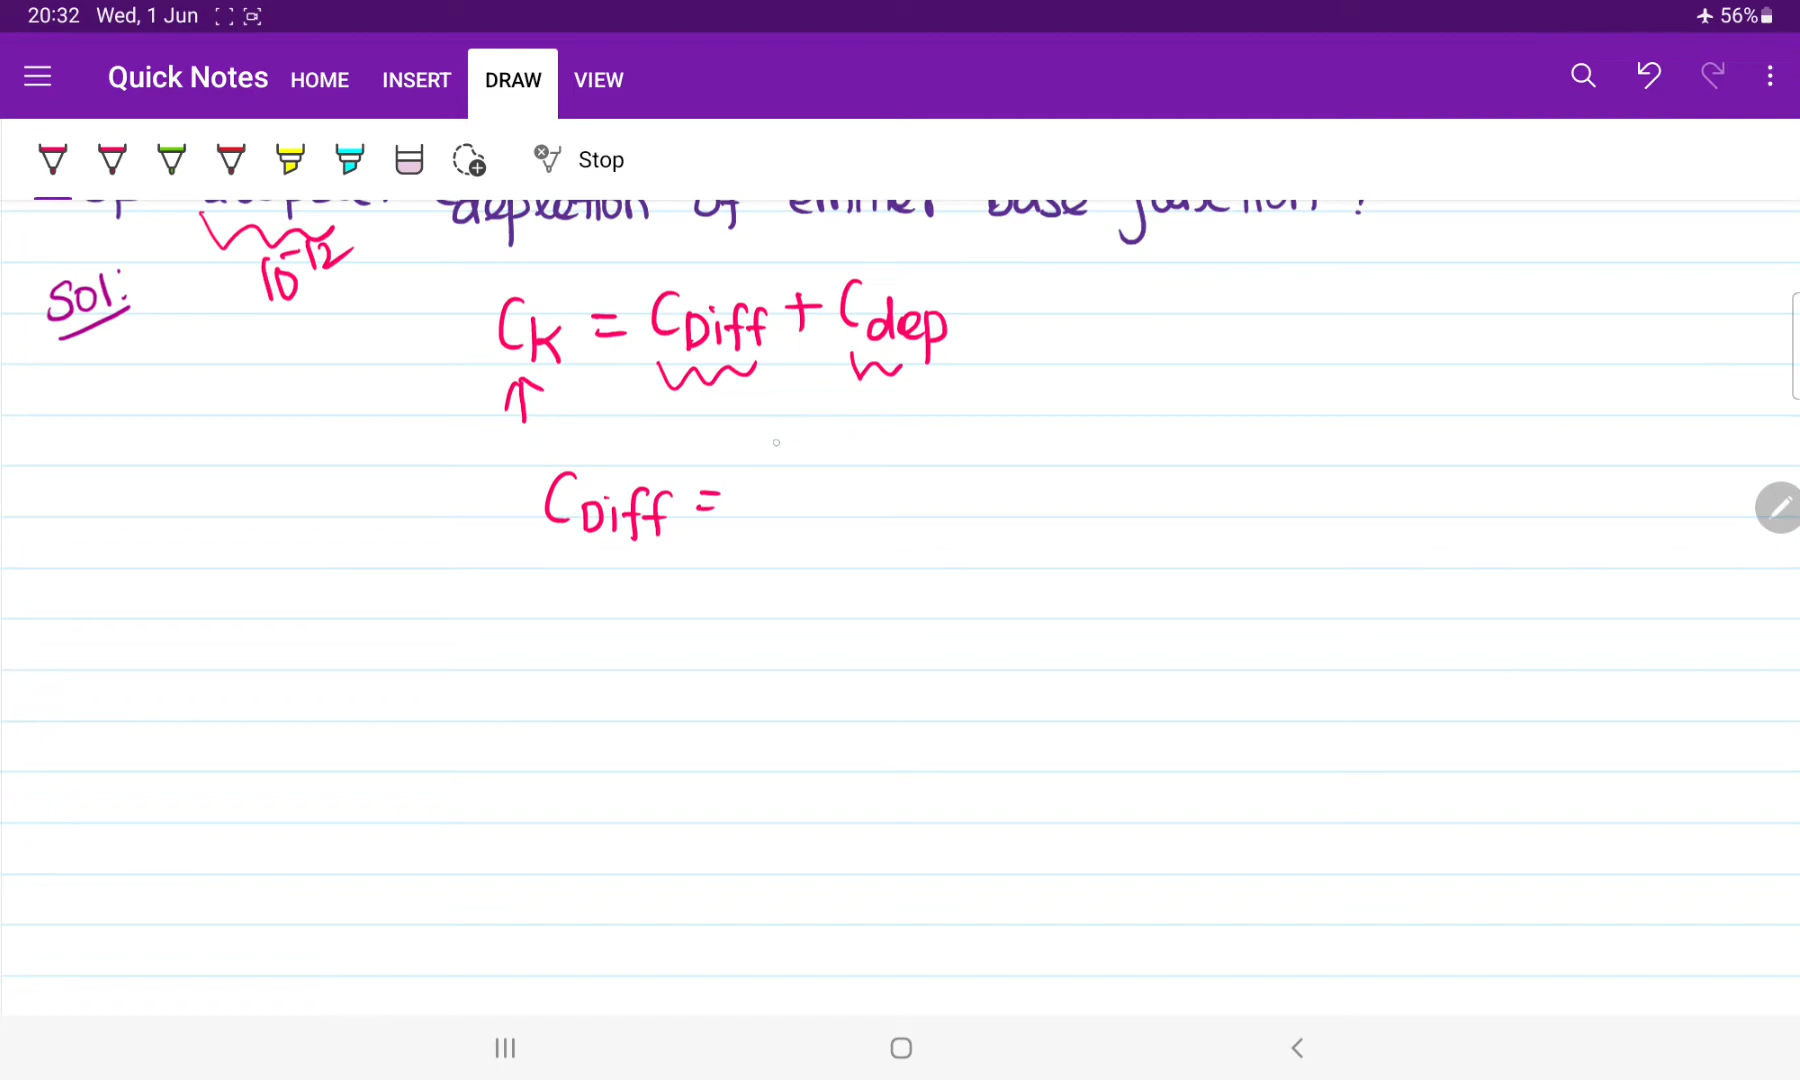 20:32 Wed, 1 Jun 56%
Quick Notes HOME INSERT DRAW VIEW
Stop
depletion of emitter base junction ?
10⁻¹²
Sol:
C_K = C_Diff + C_dep
C_Diff =